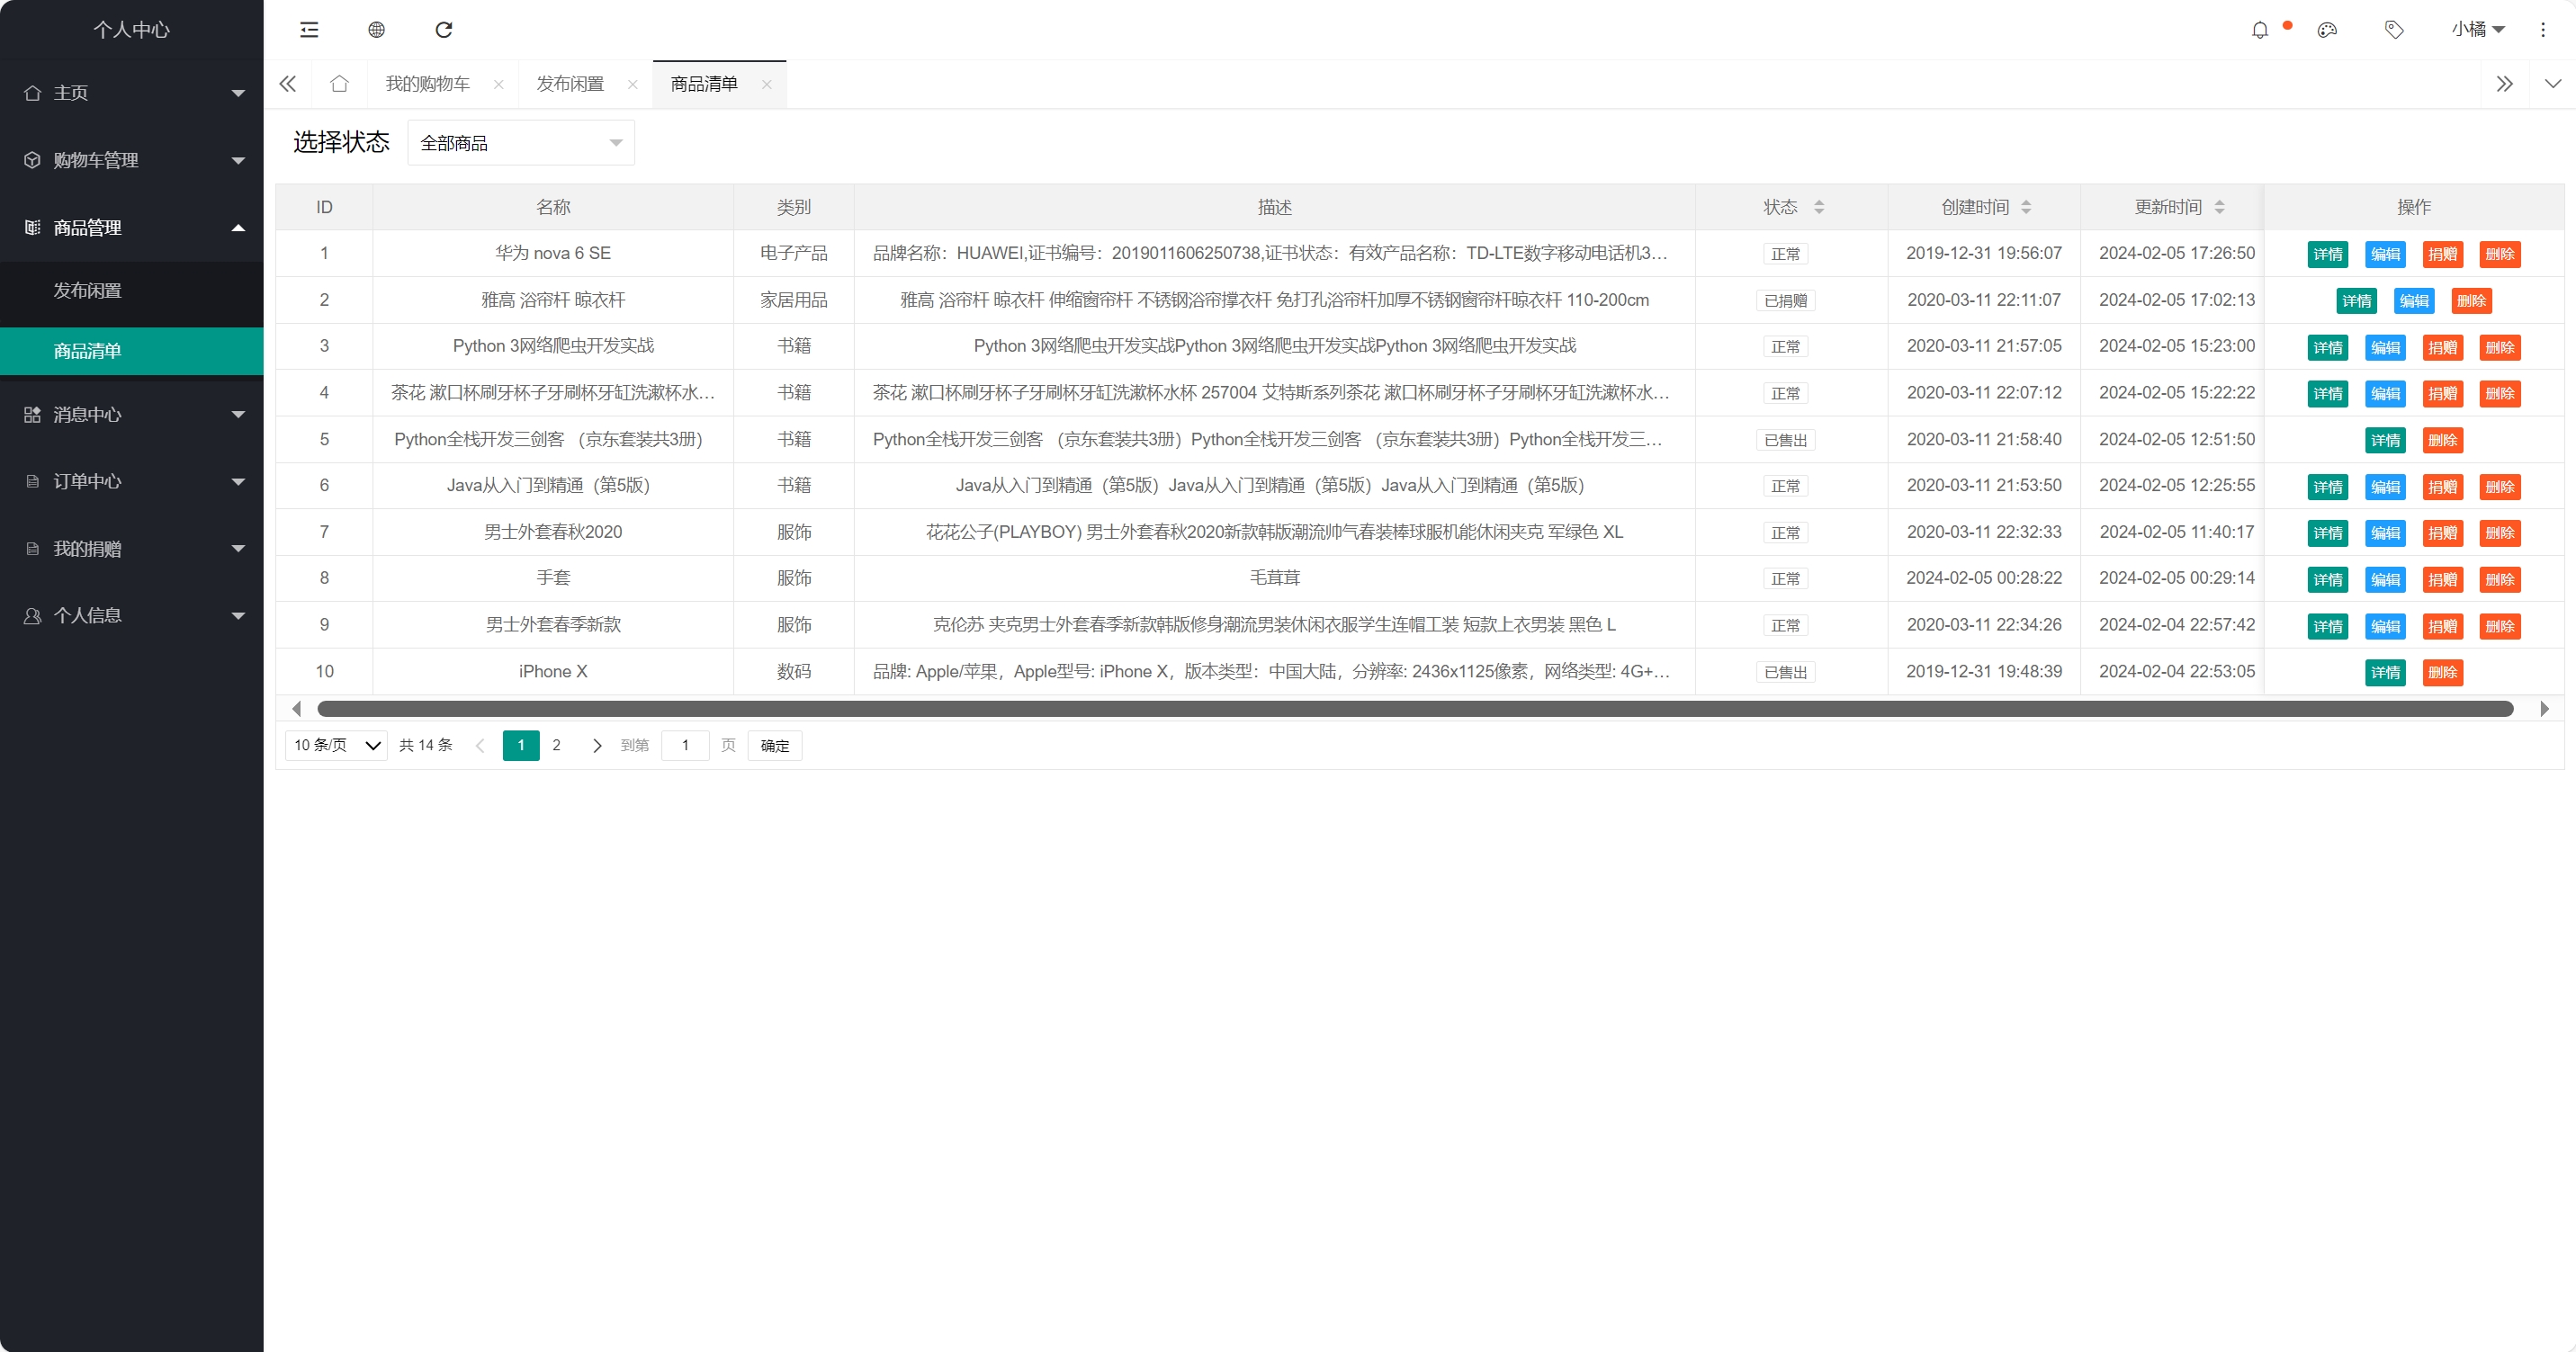 个人中心
小橘
主页
购物车管理
商品管理
发布闲置
商品清单
消息中心
订单中心
我的捐赠
个人信息
我的购物车 发布闲置 商品清单
选择状态 全部商品
ID 名称 类别 描述 状态 创建时间 更新时间 操作
1 华为 nova 6 SE 电子产品 品牌名称：HUAWEI,证书编号：2019011606250738,证书状态：有效产品名称：TD-LTE数字移动电话机3… 正常 2019-12-31 19:56:07 2024-02-05 17:26:50 详情 编辑 捐赠 删除
2 雅高 浴帘杆 晾衣杆 家居用品 雅高 浴帘杆 晾衣杆 伸缩窗帘杆 不锈钢浴帘撑衣杆 免打孔浴帘杆加厚不锈钢窗帘杆晾衣杆 110-200cm 已捐赠 2020-03-11 22:11:07 2024-02-05 17:02:13 详情 编辑 删除
3 Python 3网络爬虫开发实战 书籍 Python 3网络爬虫开发实战Python 3网络爬虫开发实战Python 3网络爬虫开发实战 正常 2020-03-11 21:57:05 2024-02-05 15:23:00 详情 编辑 捐赠 删除
4 茶花 漱口杯刷牙杯子牙刷杯牙缸洗漱杯水… 书籍 茶花 漱口杯刷牙杯子牙刷杯牙缸洗漱杯水杯 257004 艾特斯系列茶花 漱口杯刷牙杯子牙刷杯牙缸洗漱杯水… 正常 2020-03-11 22:07:12 2024-02-05 15:22:22 详情 编辑 捐赠 删除
5 Python全栈开发三剑客 （京东套装共3册） 书籍 Python全栈开发三剑客 （京东套装共3册）Python全栈开发三剑客 （京东套装共3册）Python全栈开发三… 已售出 2020-03-11 21:58:40 2024-02-05 12:51:50 详情 删除
6 Java从入门到精通（第5版） 书籍 Java从入门到精通（第5版）Java从入门到精通（第5版）Java从入门到精通（第5版） 正常 2020-03-11 21:53:50 2024-02-05 12:25:55 详情 编辑 捐赠 删除
7 男士外套春秋2020 服饰 花花公子(PLAYBOY) 男士外套春秋2020新款韩版潮流帅气春装棒球服机能休闲夹克 军绿色 XL 正常 2020-03-11 22:32:33 2024-02-05 11:40:17 详情 编辑 捐赠 删除
8 手套 服饰 毛茸茸 正常 2024-02-05 00:28:22 2024-02-05 00:29:14 详情 编辑 捐赠 删除
9 男士外套春季新款 服饰 克伦苏 夹克男士外套春季新款韩版修身潮流男装休闲衣服学生连帽工装 短款上衣男装 黑色 L 正常 2020-03-11 22:34:26 2024-02-04 22:57:42 详情 编辑 捐赠 删除
10 iPhone X 数码 品牌: Apple/苹果，Apple型号: iPhone X，版本类型：中国大陆，分辨率: 2436x1125像素，网络类型: 4G+… 已售出 2019-12-31 19:48:39 2024-02-04 22:53:05 详情 删除
10 条/页 共 14 条 1 2 到第 1 页 确定